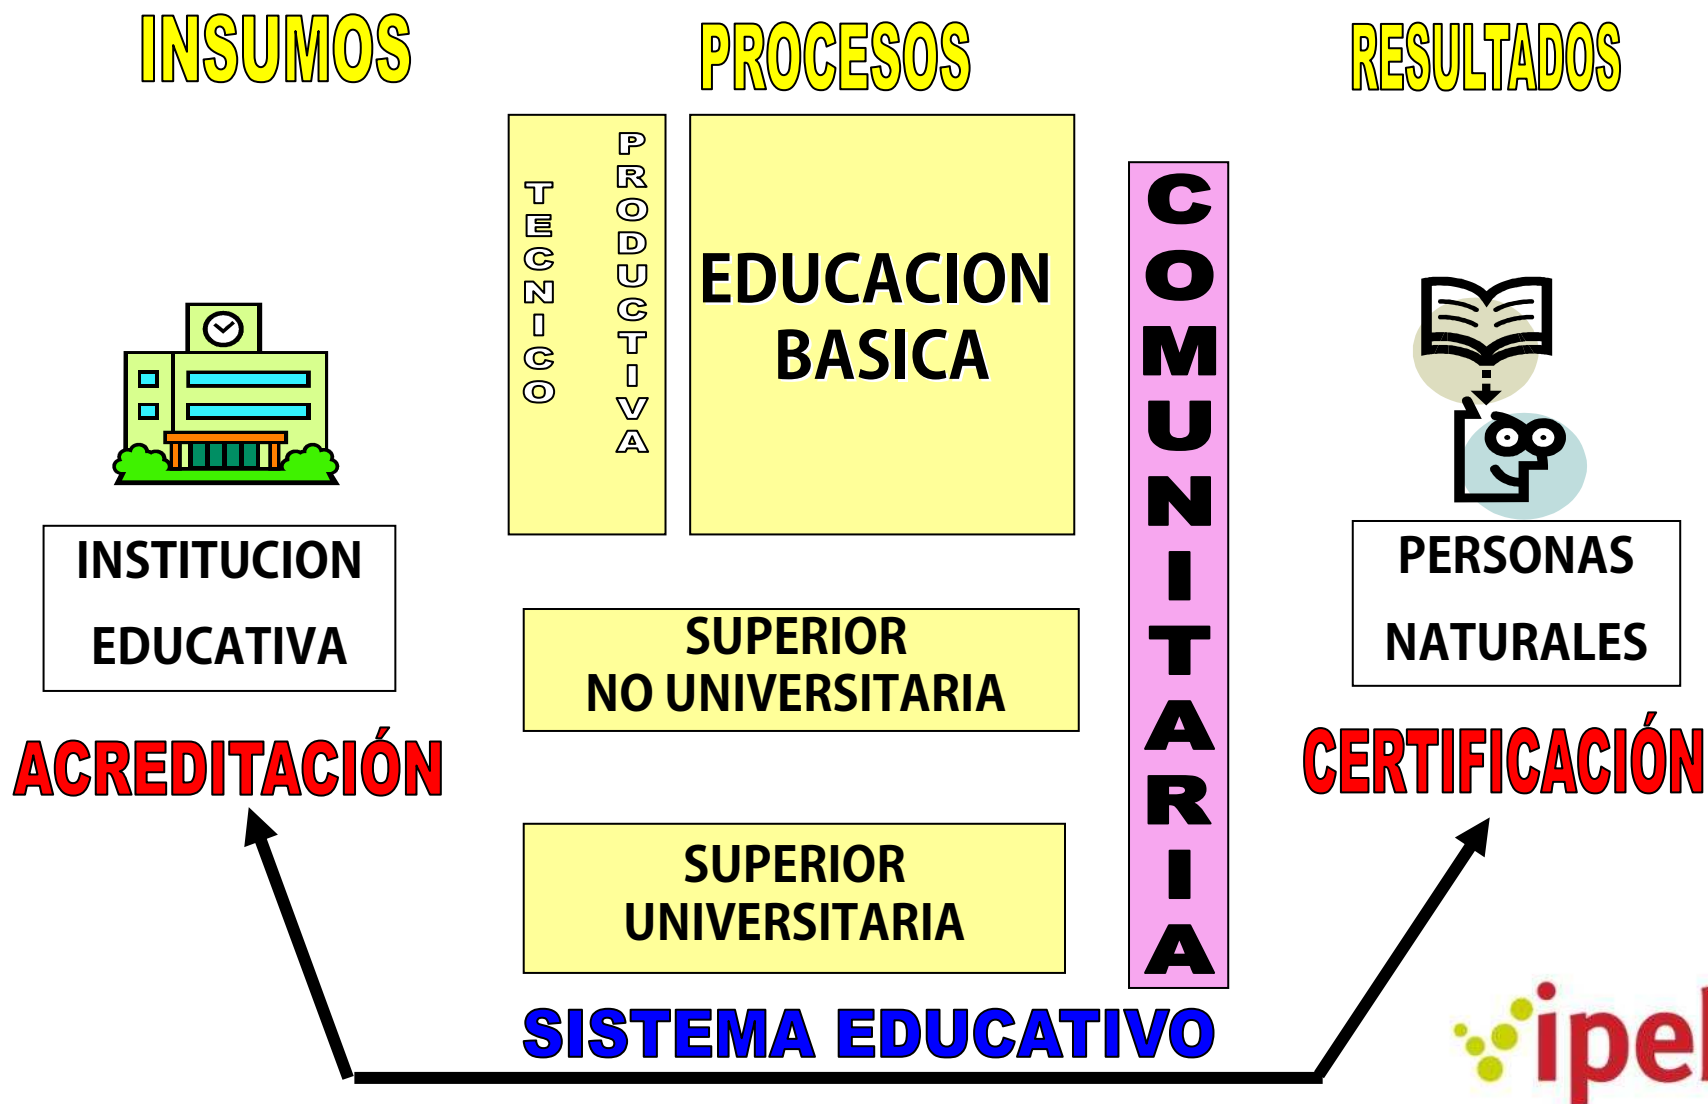 INSUMOS
PROCESOS
RESULTADOS
TECNICO
PRODUCTIVA
EDUCACION
BASICA
COMUNITARIA
INSTITUCION
EDUCATIVA
PERSONAS
NATURALES
SUPERIOR
NO UNIVERSITARIA
ACREDITACIÓN
CERTIFICACIÓN
SUPERIOR
UNIVERSITARIA
SISTEMA EDUCATIVO